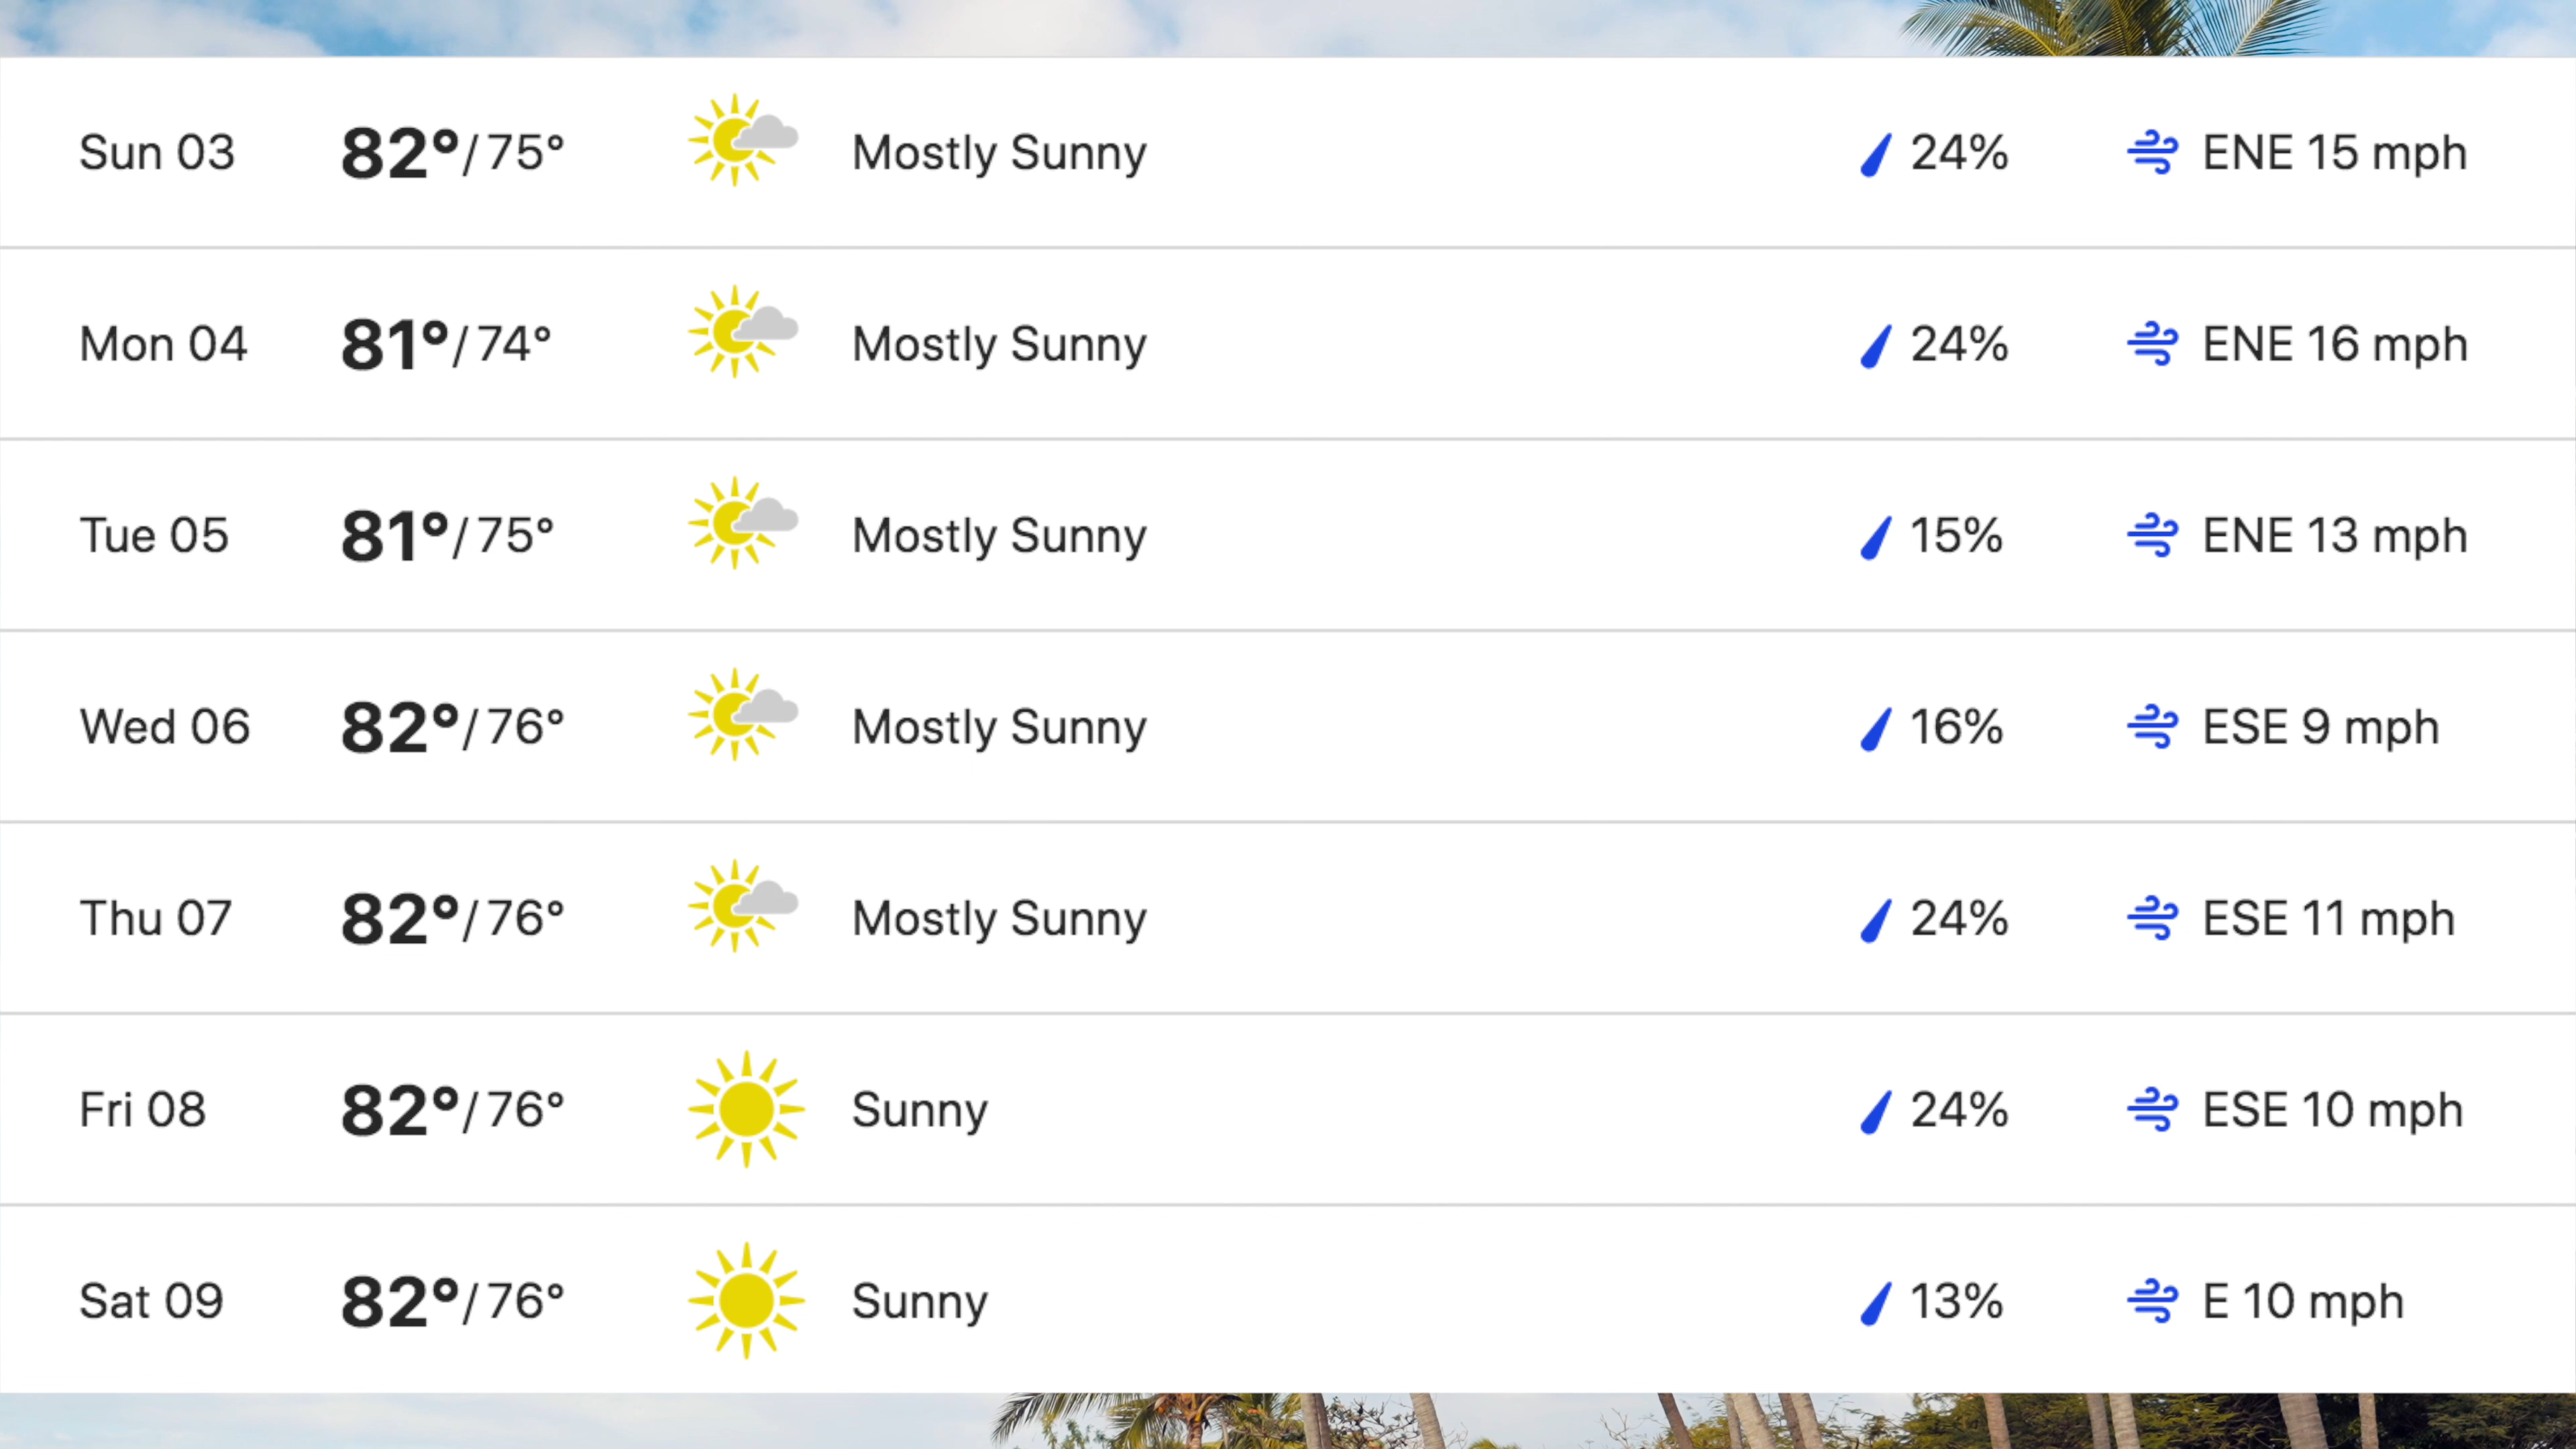 Sun 03 82°/75° Mostly Sunny 24% ENE 15 mph
Mon 04 81°/74° Mostly Sunny 24% ENE 16 mph
Tue 05 81°/75° Mostly Sunny 15% ENE 13 mph
Wed 06 82°/76° Mostly Sunny 16% ESE 9 mph
Thu 07 82°/76° Mostly Sunny 24% ESE 11 mph
Fri 08 82°/76° Sunny 24% ESE 10 mph
Sat 09 82°/76° Sunny 13% E 10 mph